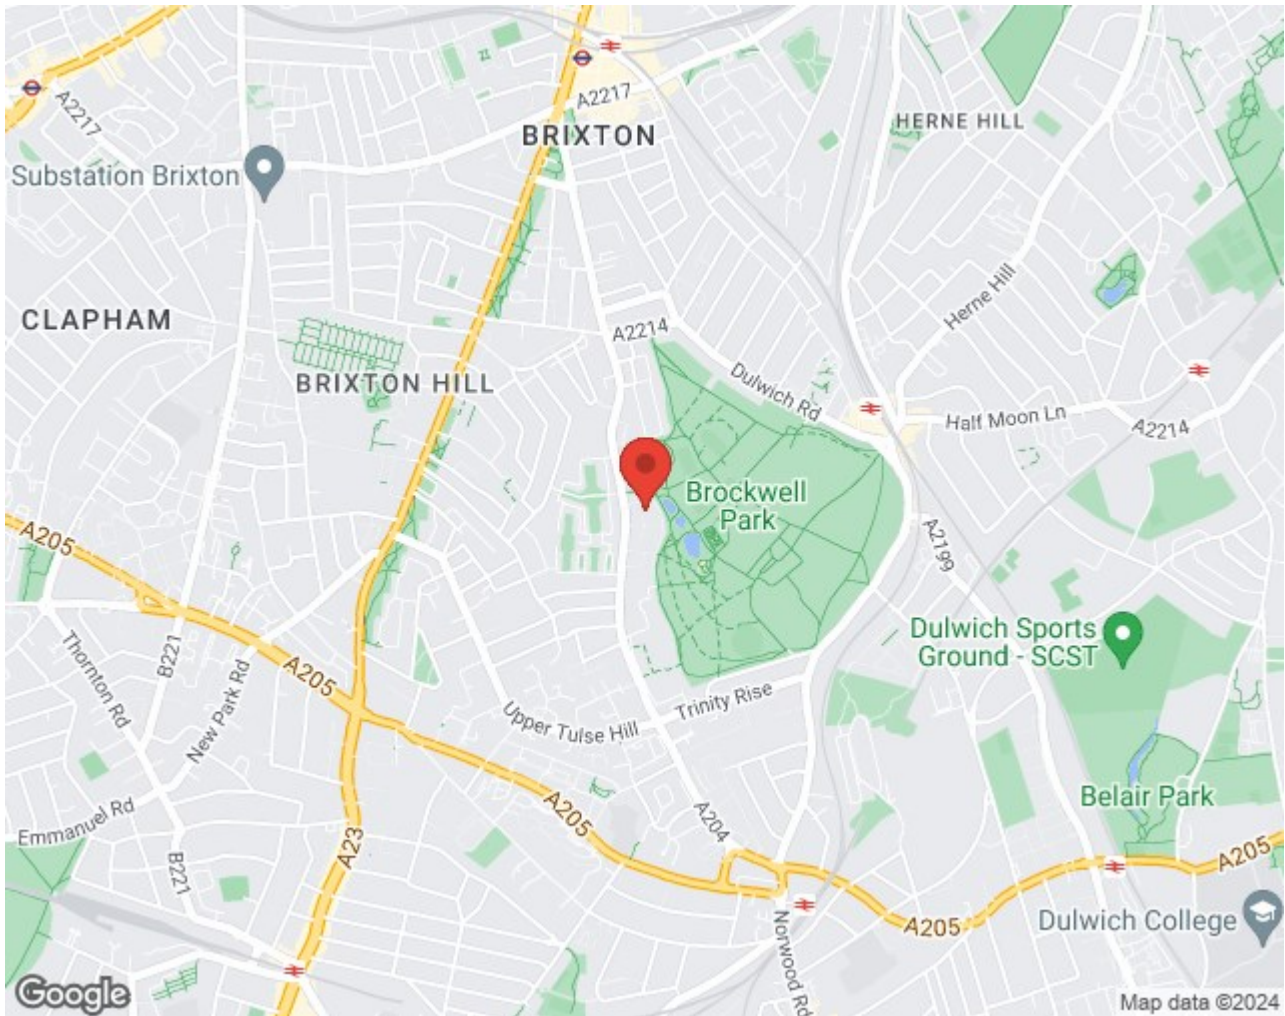 A2217
A2217
BRIXTON
HERNE HILL
Substation Brixton
CLAPHAM
BRIXTON HILL
A2214
Herne Hill
Dulwich Rd
Half Moon Ln
A2214
Brockwell
Park
A205
A2199
Thornton Rd
B221
New Park Rd
A205
Dulwich Sports
Ground - SCST
Upper Tulse Hill
Trinity Rise
Emmanuel Rd
B221
A23
A205
A204
Belair Park
A205
Norwood Rd
A205
Dulwich College
Google
Map data ©2024